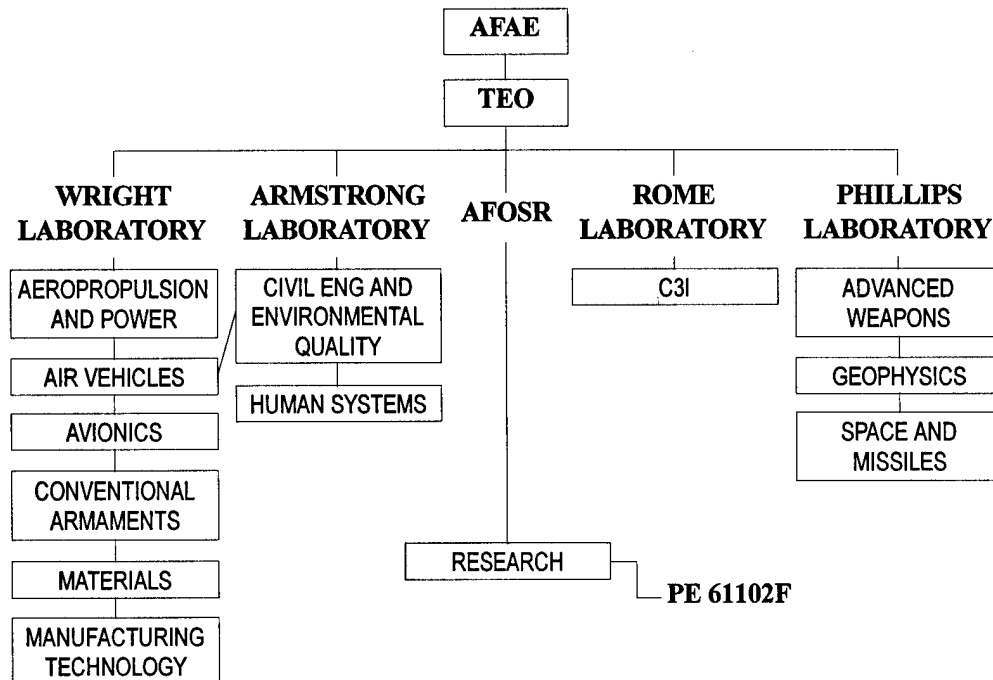 AFAE
TEO
WRIGHT
LABORATORY
AEROPROPULSION
AND POWER
AIR VEHICLES
AVIONICS
CONVENTIONAL
ARMAMENTS
MATERIALS
MANUFACTURING
TECHNOLOGY
ARMSTRONG
LABORATORY
CIVIL ENG AND
ENVIRONMENTAL
QUALITY
HUMAN SYSTEMS
AFOSR
RESEARCH
PE 61102F
ROME
LABORATORY
C3I
PHILLIPS
LABORATORY
ADVANCED
WEAPONS
GEOPHYSICS
SPACE AND
MISSILES